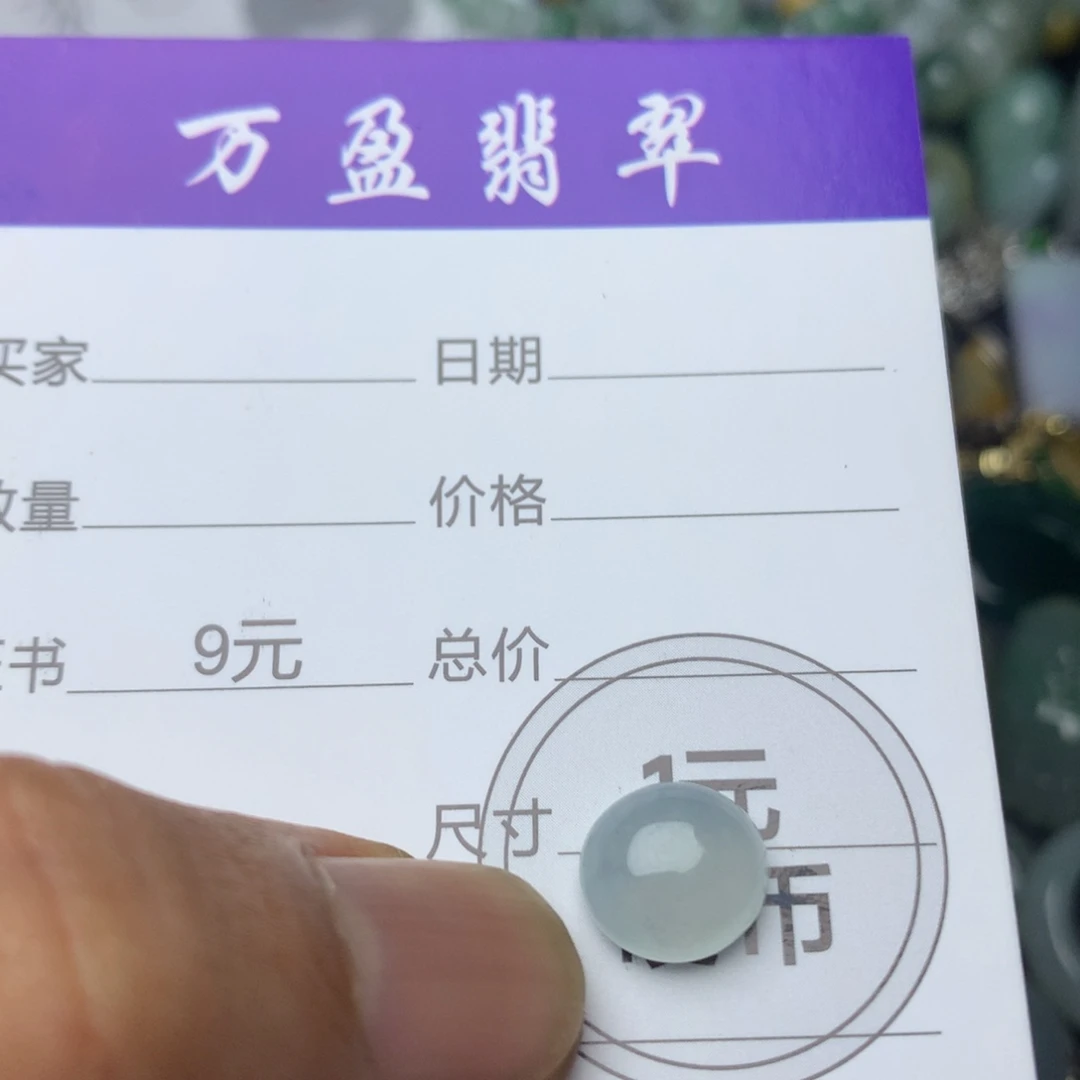 万盈翡翠
买家 日期
数量 价格
证书 9元 总价
1元
尺寸
币